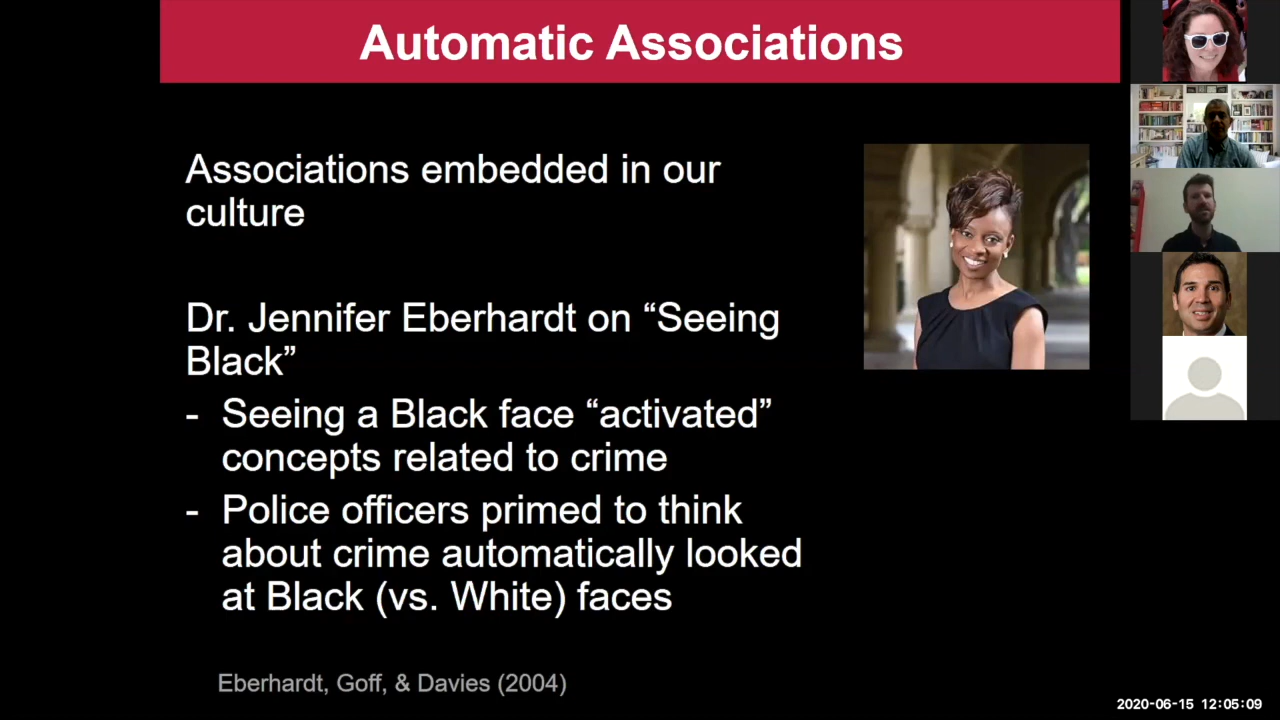 Automatic Associations
Associations embedded in our
culture
Dr. Jennifer Eberhardt on “Seeing
Black”
- Seeing a Black face “activated”
concepts related to crime
- Police officers primed to think
about crime automatically looked
at Black (vs. White) faces
Eberhardt, Goff, & Davies (2004)
2020-06-15 12:05:09